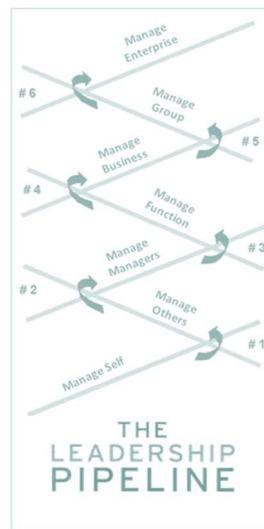 Manage
Enterprise
# 6
Manage
Group
# 5
Manage
Business
# 4
Manage
Function
# 3
Manage
Managers
# 2
Manage
Others
# 1
Manage Self
THE
LEADERSHIP
PIPELINE